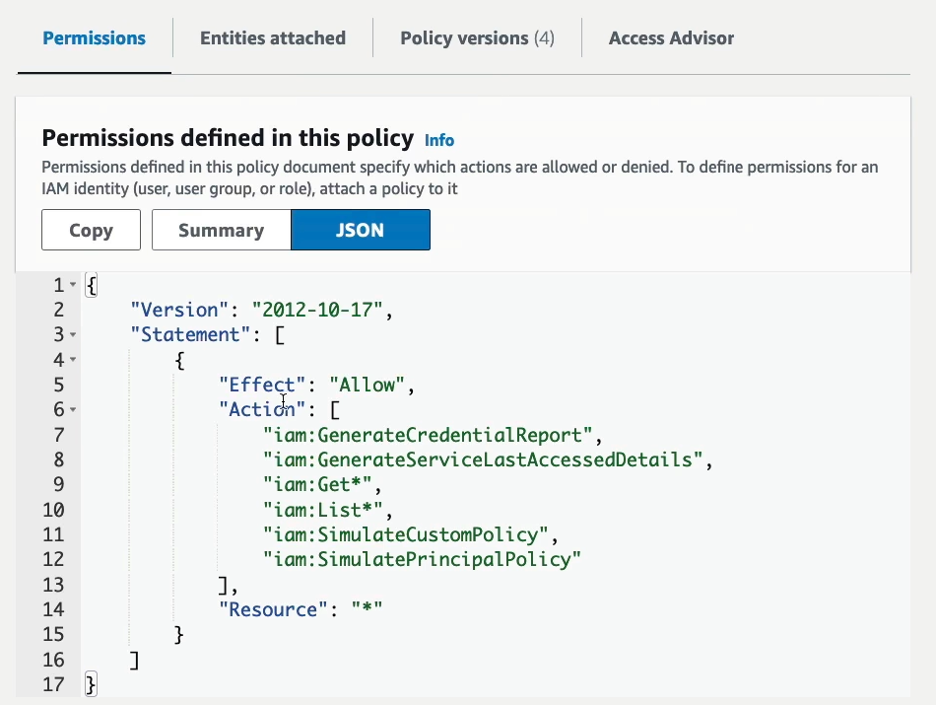 Permissions Entities attached Policy versions (4) Access Advisor
Permissions defined in this policy Info
Permissions defined in this policy document specify which actions are allowed or denied. To define permissions for an
IAM identity (user, user group, or role), attach a policy to it
Copy Summary JSON
1 {
2 "Version": "2012-10-17",
3 "Statement": [
4 {
5 "Effect": "Allow",
6 "Action": [
7 "iam:GenerateCredentialReport",
8 "iam:GenerateServiceLastAccessedDetails",
9 "iam:Get*",
10 "iam:List*",
11 "iam:SimulateCustomPolicy",
12 "iam:SimulatePrincipalPolicy"
13 ],
14 "Resource": "*"
15 }
16 ]
17 }